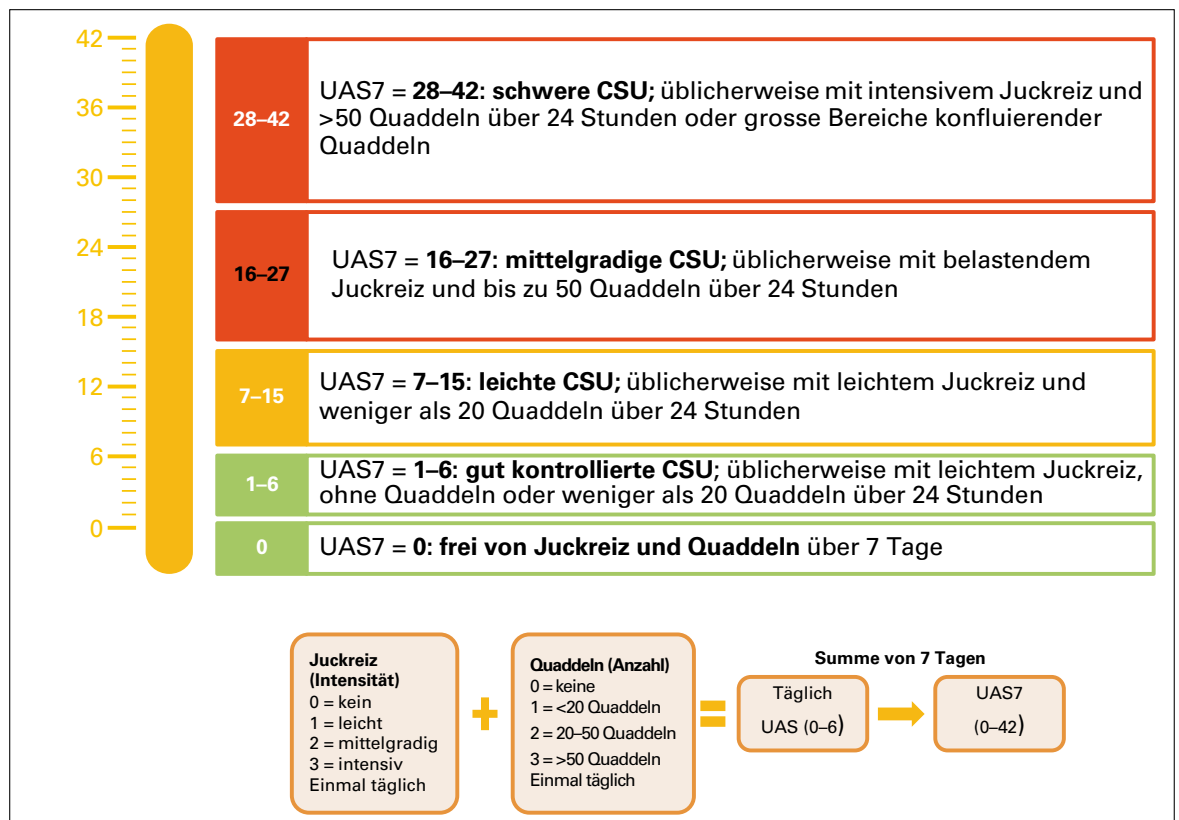 42
36
30
24
18
12
6
0
28–42
UAS7 = 28–42: schwere CSU; üblicherweise mit intensivem Juckreiz und
>50 Quaddeln über 24 Stunden oder grosse Bereiche konfluierender
Quaddeln
16–27
UAS7 = 16–27: mittelgradige CSU; üblicherweise mit belastendem
Juckreiz und bis zu 50 Quaddeln über 24 Stunden
7–15
UAS7 = 7–15: leichte CSU; üblicherweise mit leichtem Juckreiz und
weniger als 20 Quaddeln über 24 Stunden
1–6
UAS7 = 1–6: gut kontrollierte CSU; üblicherweise mit leichtem Juckreiz,
ohne Quaddeln oder weniger als 20 Quaddeln über 24 Stunden
0
UAS7 = 0: frei von Juckreiz und Quaddeln über 7 Tage
Juckreiz
(Intensität)
0 = kein
1 = leicht
2 = mittelgradig
3 = intensiv
Einmal täglich
+
Quaddeln (Anzahl)
0 = keine
1 = <20 Quaddeln
2 = 20–50 Quaddeln
3 = >50 Quaddeln
Einmal täglich
=
Summe von 7 Tagen
Täglich
UAS (0–6)
UAS7
(0–42)